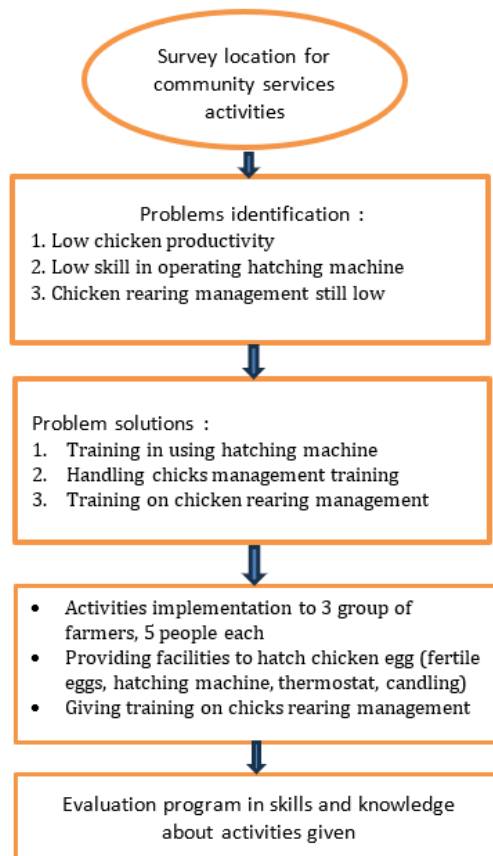 Survey location for
community services
activities
Problems identification :
1. Low chicken productivity
2. Low skill in operating hatching machine
3. Chicken rearing management still low
Problem solutions :
1. Training in using hatching machine
2. Handling chicks management training
3. Training on chicken rearing management
• Activities implementation to 3 group of
farmers, 5 people each
• Providing facilities to hatch chicken egg (fertile
eggs, hatching machine, thermostat, candling)
• Giving training on chicks rearing management
Evaluation program in skills and knowledge
about activities given